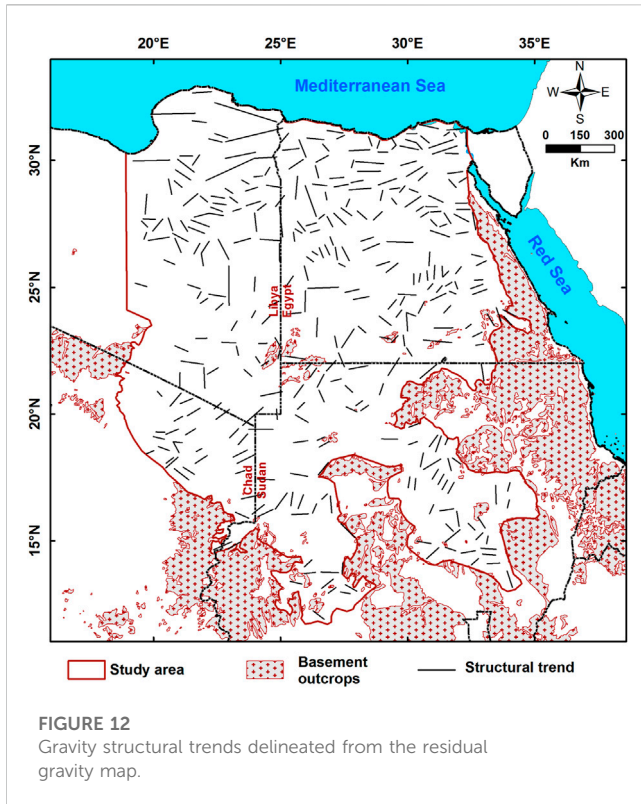 20°E 25°E 30°E 35°E
Mediterranean Sea
N
W E
S
0 150 300
Km
30°N
Red Sea
25°N
Libya
Egypt
20°N
Chad
Sudan
15°N
Study area
Basement
outcrops
Structural trend
FIGURE 12
Gravity structural trends delineated from the residual
gravity map.